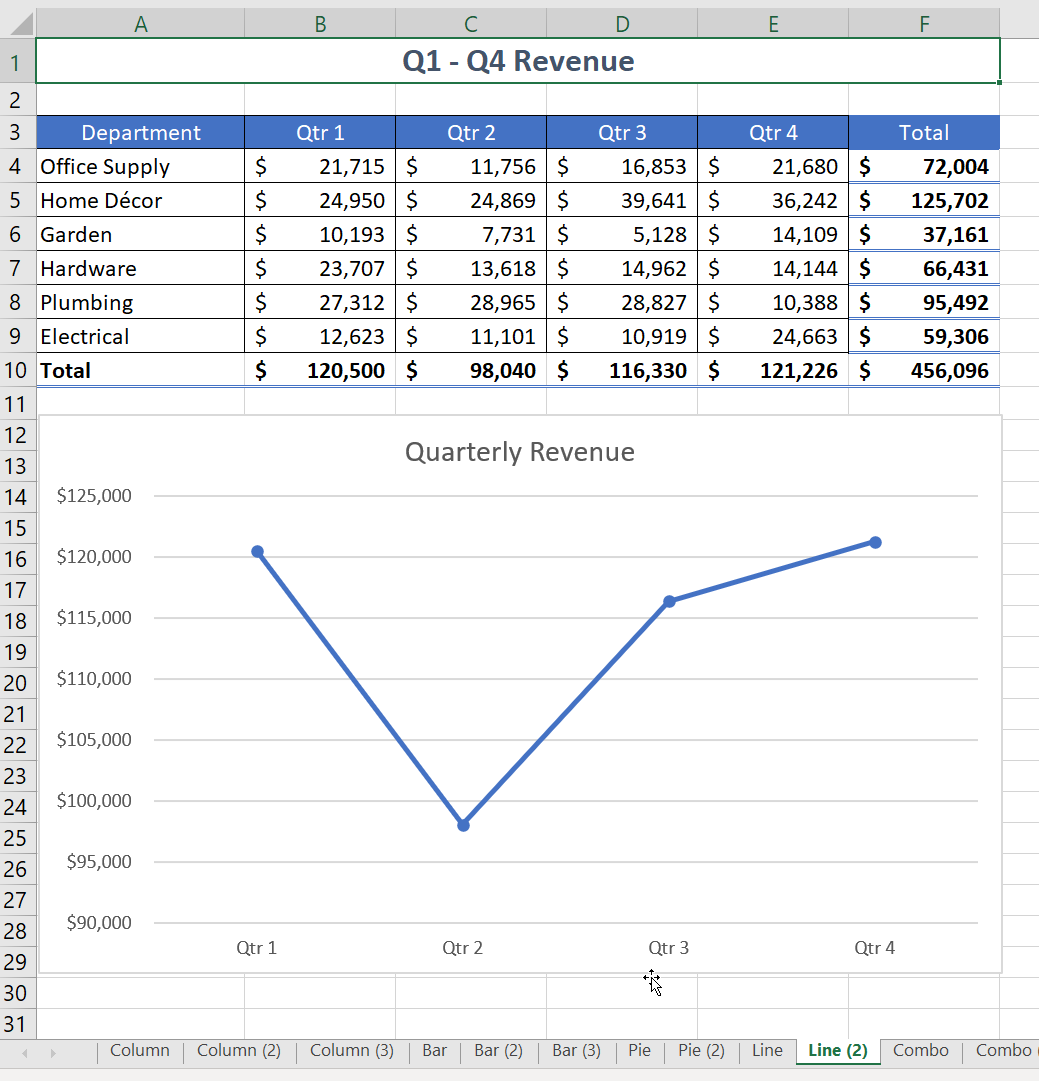 A B C D E F
1 Q1 - Q4 Revenue
2
3 Department Qtr 1 Qtr 2 Qtr 3 Qtr 4 Total
4 Office Supply $ 21,715 $ 11,756 $ 16,853 $ 21,680 $ 72,004
5 Home Décor $ 24,950 $ 24,869 $ 39,641 $ 36,242 $ 125,702
6 Garden $ 10,193 $ 7,731 $ 5,128 $ 14,109 $ 37,161
7 Hardware $ 23,707 $ 13,618 $ 14,962 $ 14,144 $ 66,431
8 Plumbing $ 27,312 $ 28,965 $ 28,827 $ 10,388 $ 95,492
9 Electrical $ 12,623 $ 11,101 $ 10,919 $ 24,663 $ 59,306
10 Total $ 120,500 $ 98,040 $ 116,330 $ 121,226 $ 456,096
11
12
Quarterly Revenue
13
14 $125,000
15
16 $120,000
17
18 $115,000
19
20 $110,000
21
22 $105,000
23
24 $100,000
25
26 $95,000
27
28 $90,000
Qtr 1 Qtr 2 Qtr 3 Qtr 4
29
30
31
Column Column (2) Column (3) Bar Bar (2) Bar (3) Pie Pie (2) Line Line (2) Combo Combo (